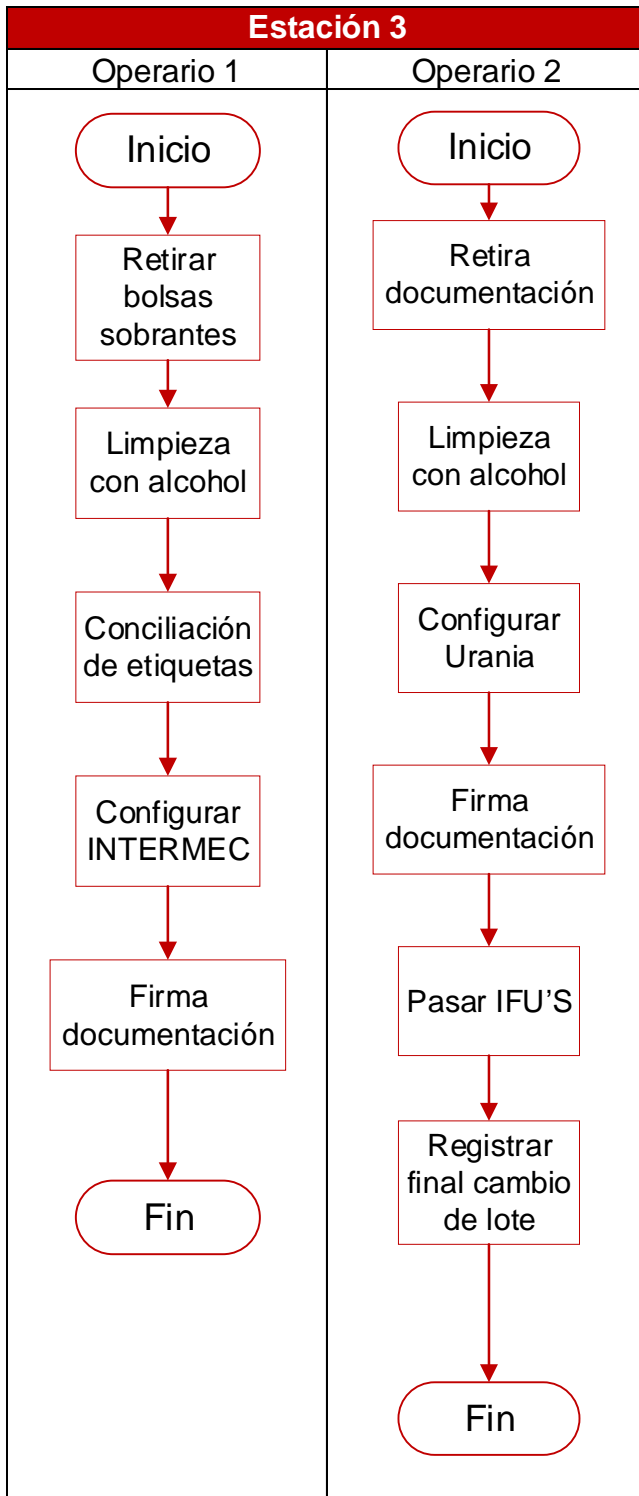 Estación 3
Operario 1
Inicio
Retirar
bolsas
sobrantes
Limpieza
con alcohol
Conciliación
de etiquetas
Configurar
INTERMEC
Firma
documentación
Fin
Operario 2
Inicio
Retira
documentación
Limpieza
con alcohol
Configurar
Urania
Firma
documentación
Pasar IFU’S
Registrar
final cambio
de lote
Fin